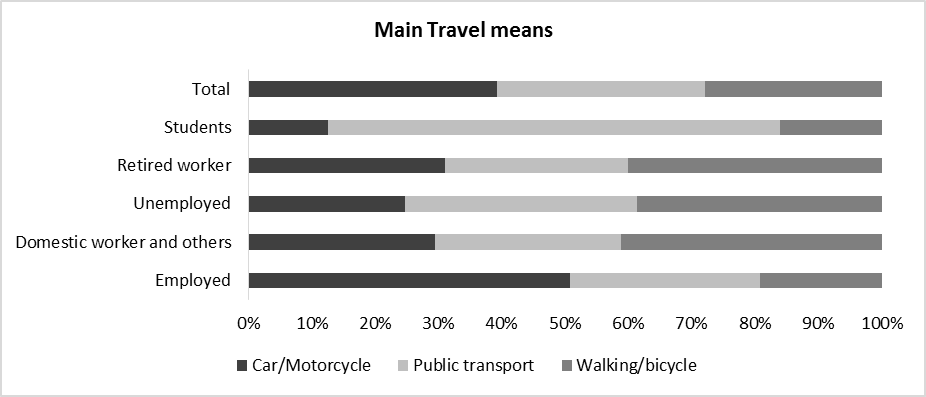 Main Travel means
Total
Students
Retired worker
Unemployed
Domestic worker and others
Employed
0% 10% 20% 30% 40% 50% 60% 70% 80% 90% 100%
Car/Motorcycle Public transport Walking/bicycle